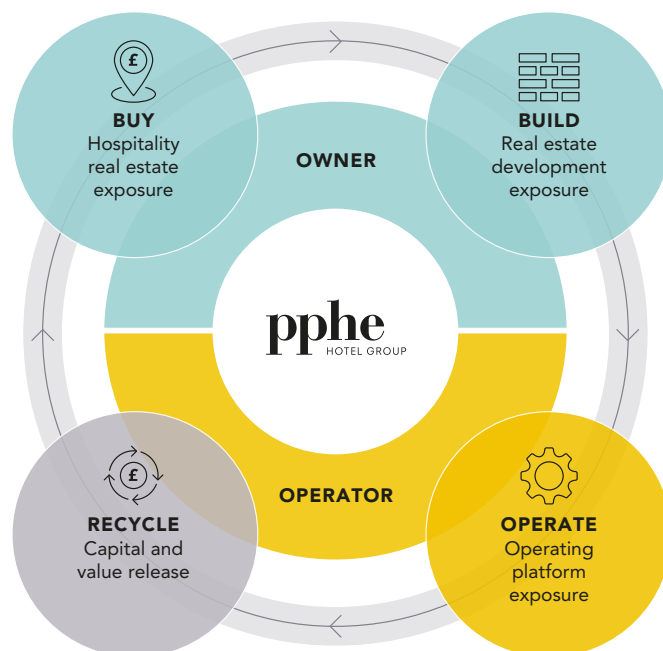 £
BUY
Hospitality
real estate
exposure
BUILD
Real estate
development
exposure
OWNER
pphe
HOTEL GROUP
OPERATOR
£
RECYCLE
Capital and
value release
OPERATE
Operating
platform
exposure